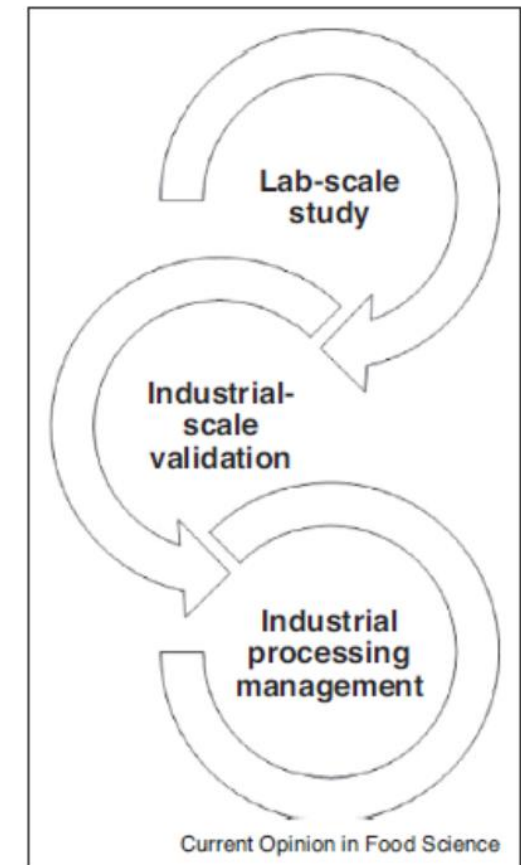 Lab-scale
study
Industrial-
scale
validation
Industrial
processing
management
Current Opinion in Food Science